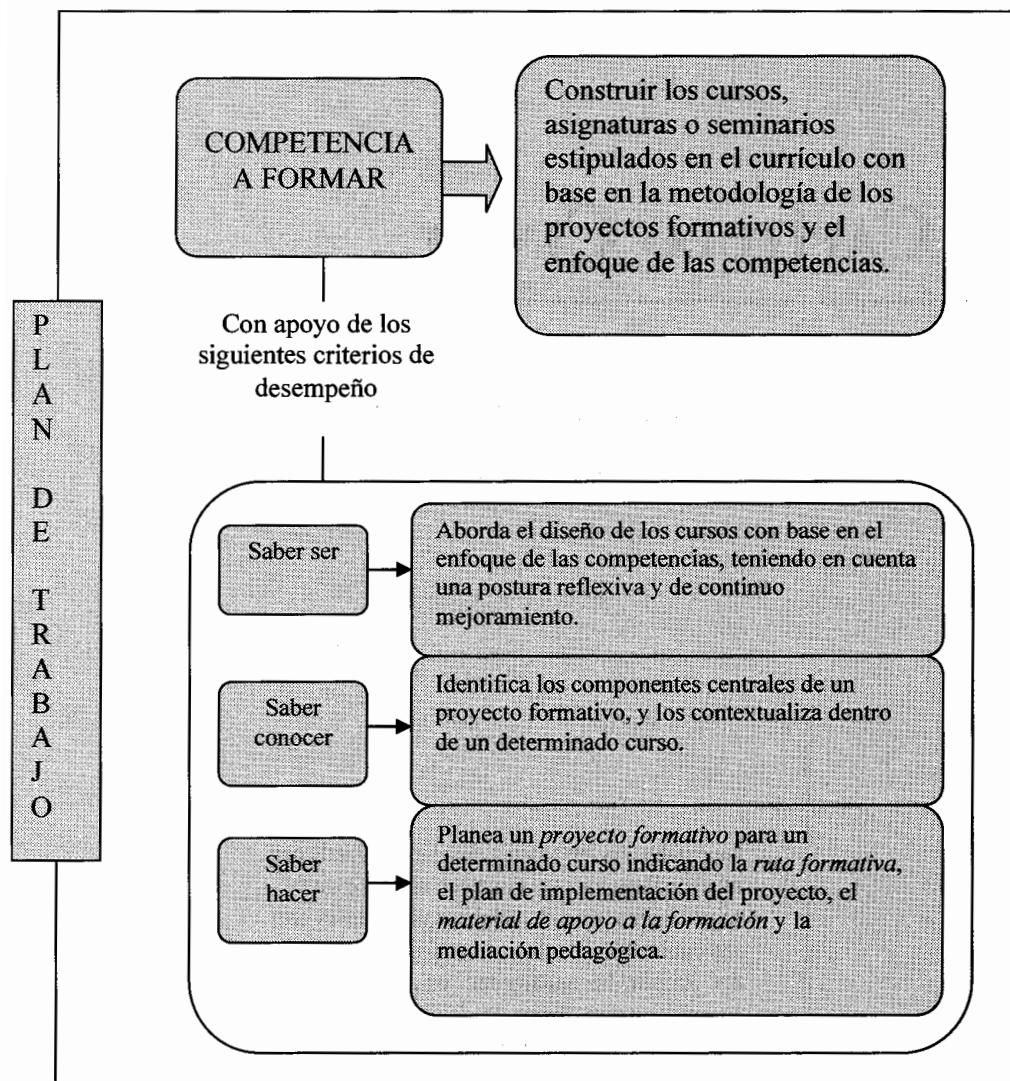 COMPETENCIA
A FORMAR
Construir los cursos,
asignaturas o seminarios
estipulados en el currículo con
base en la metodología de los
proyectos formativos y el
enfoque de las competencias.
PLAN DE TRABAJO
Con apoyo de los
siguientes criterios de
desempeño
Saber ser
Aborda el diseño de los cursos con base en el
enfoque de las competencias, teniendo en cuenta
una postura reflexiva y de continuo
mejoramiento.
Saber
conocer
Identifica los componentes centrales de un
proyecto formativo, y los contextualiza dentro
de un determinado curso.
Saber
hacer
Planea un proyecto formativo para un
determinado curso indicando la ruta formativa,
el plan de implementación del proyecto, el
material de apoyo a la formación y la
mediación pedagógica.